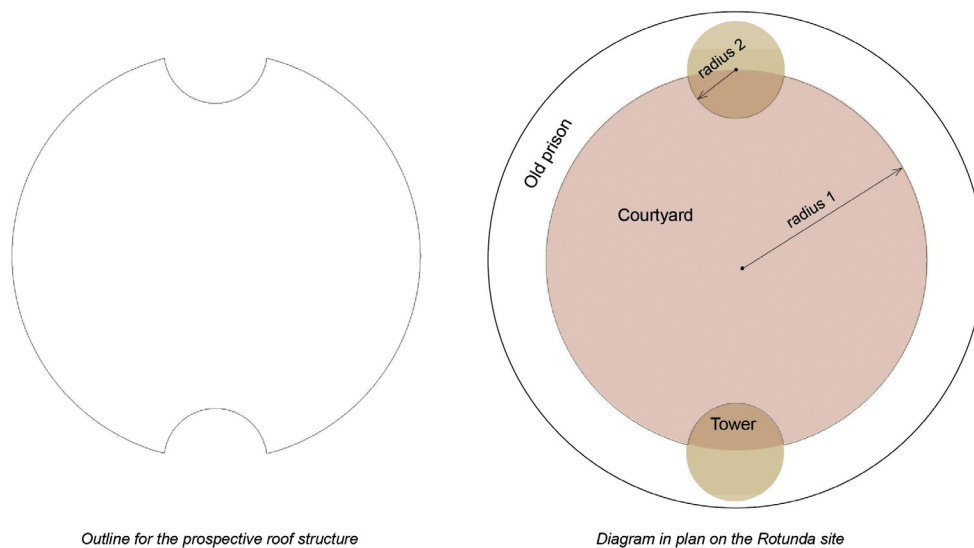 radius 2
Old prison
Courtyard
radius 1
Tower
Outline for the prospective roof structure
Diagram in plan on the Rotunda site